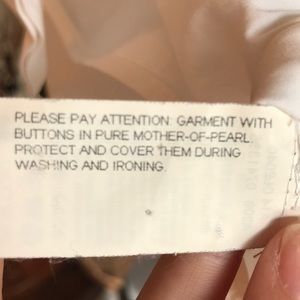 PLEASE PAY ATTENTION: GARMENT WITH
BUTTONS IN PURE MOTHER-OF-PEARL
PROTECT AND COVER THEM DURING
WASHING AND IRONING.